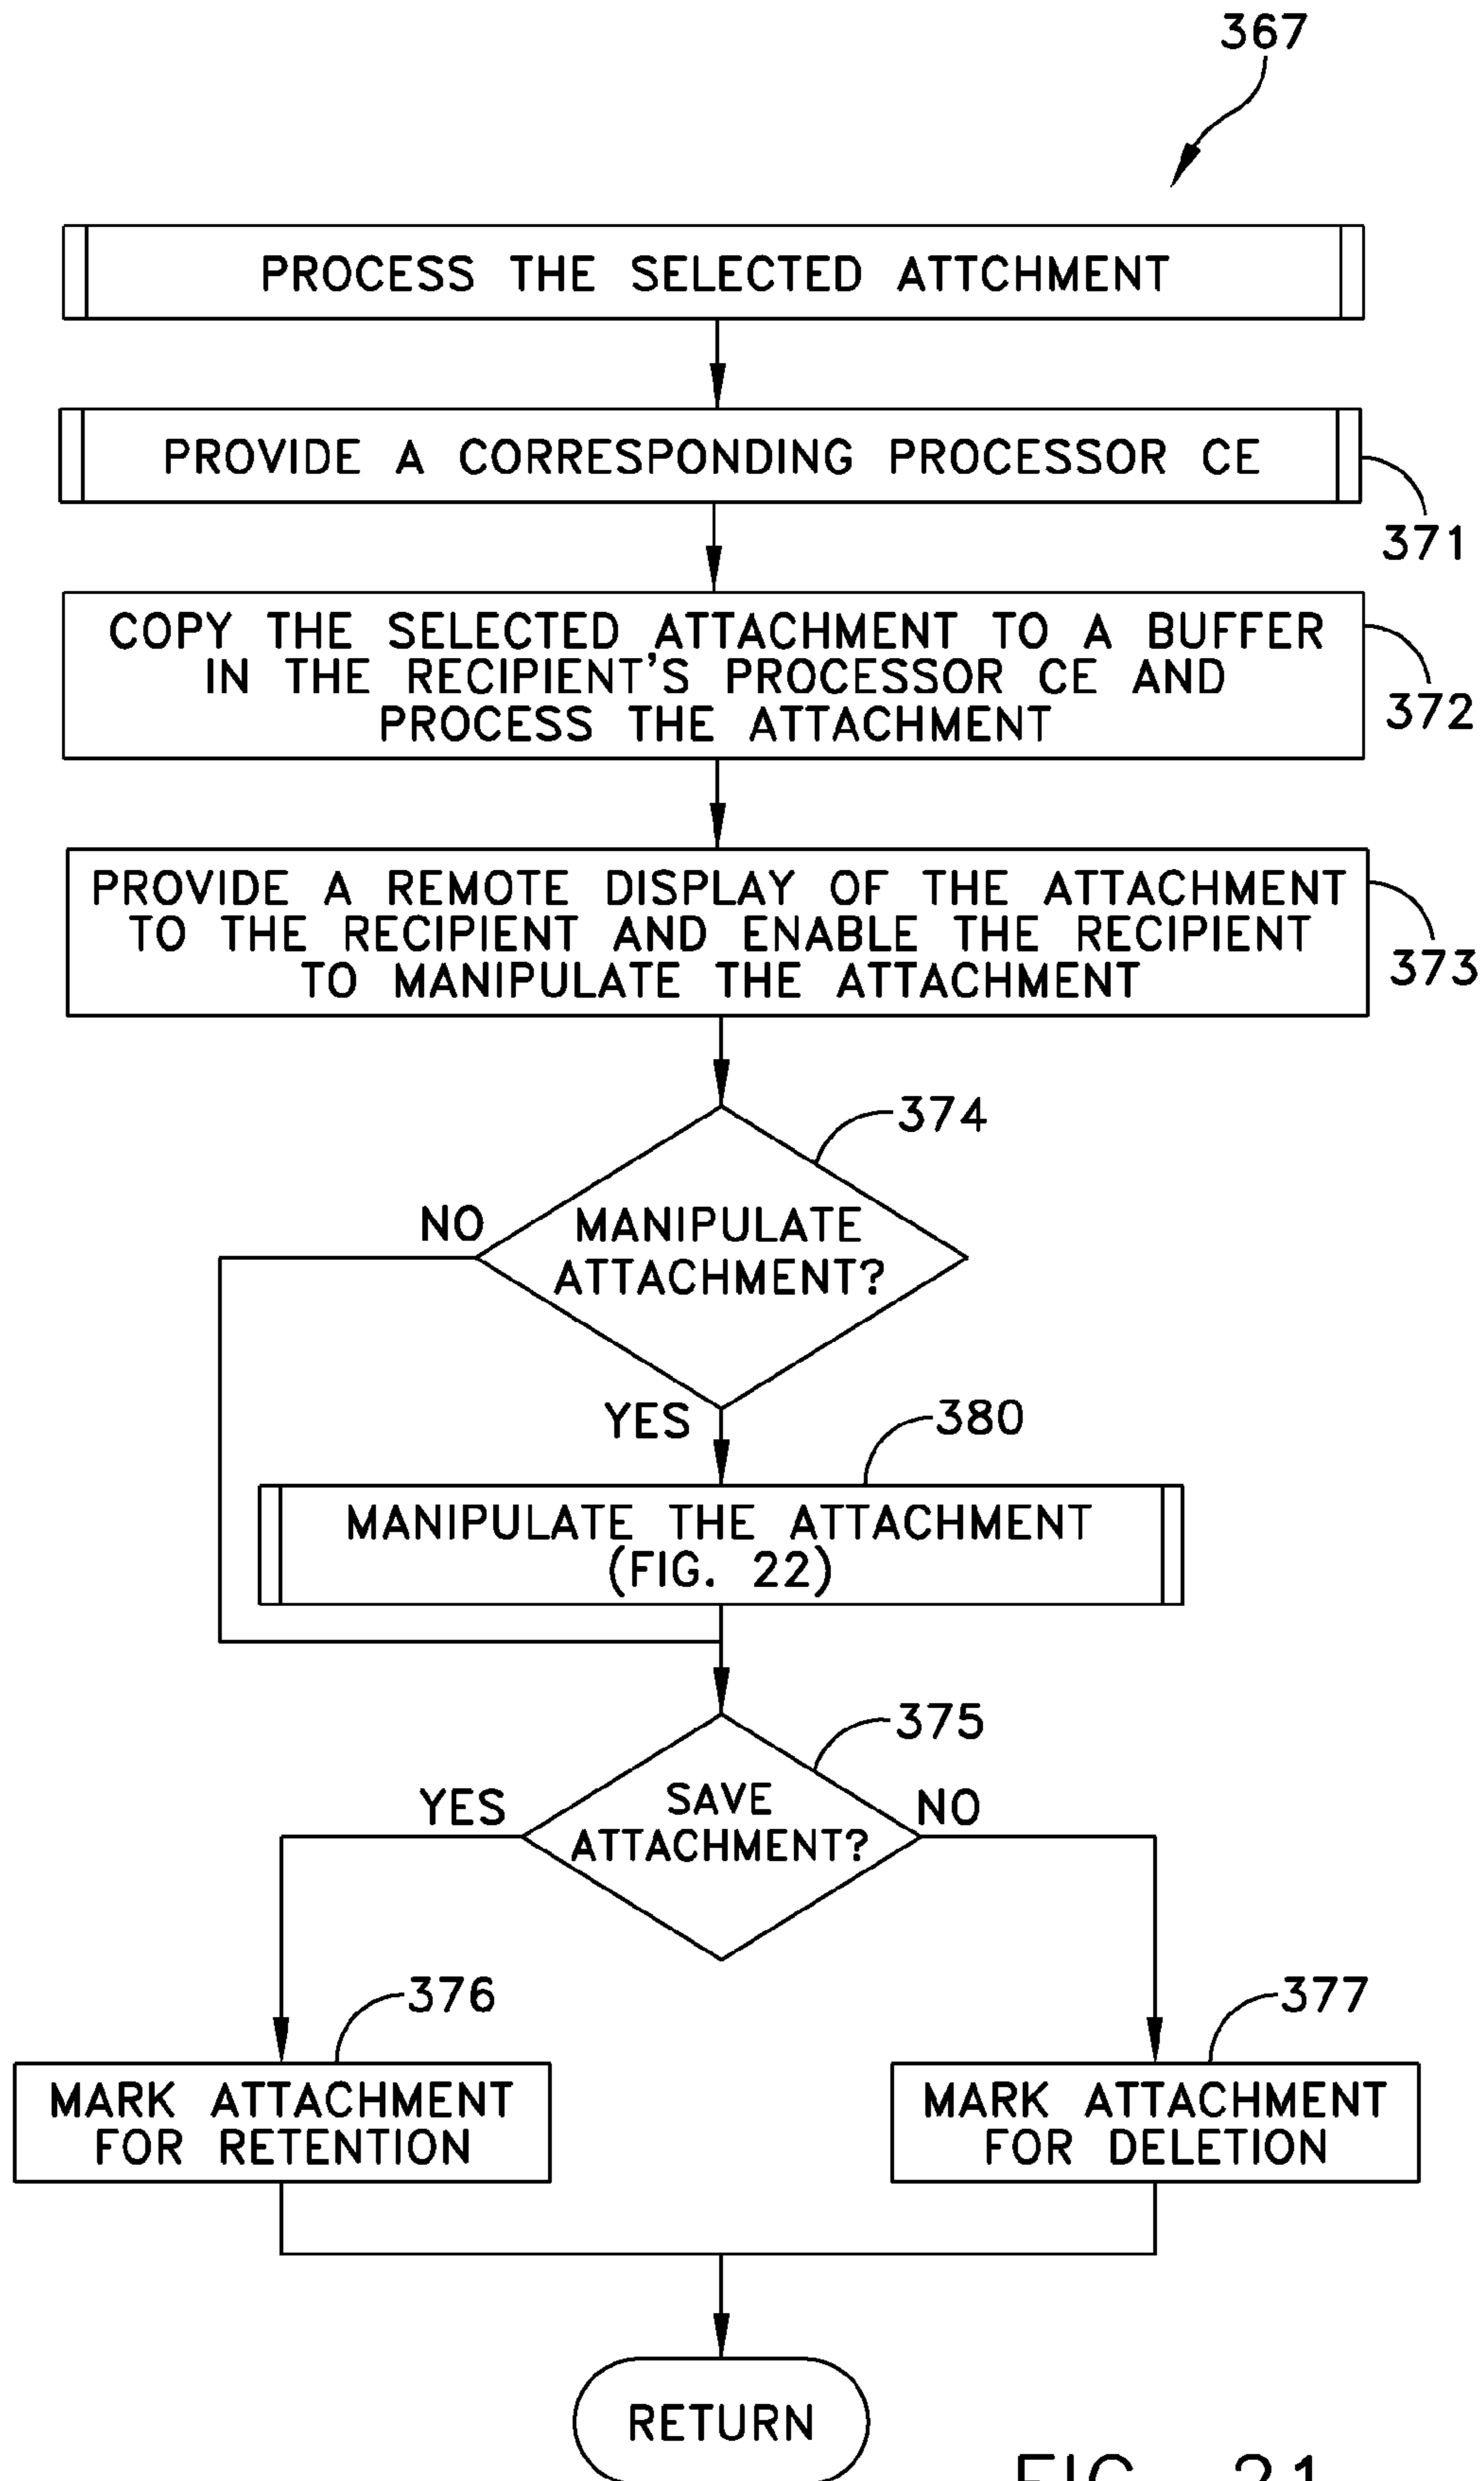 367
PROCESS THE SELECTED ATTCHMENT
PROVIDE A CORRESPONDING PROCESSOR CE
371
COPY THE SELECTED ATTACHMENT TO A BUFFER
IN THE RECIPIENT'S PROCESSOR CE AND
PROCESS THE ATTACHMENT
372
PROVIDE A REMOTE DISPLAY OF THE ATTACHMENT
TO THE RECIPIENT AND ENABLE THE RECIPIENT
TO MANIPULATE THE ATTACHMENT
373
374
NO
MANIPULATE
ATTACHMENT?
YES
380
MANIPULATE THE ATTACHMENT
(FIG. 22)
375
YES
SAVE
ATTACHMENT?
NO
376
377
MARK ATTACHMENT
FOR RETENTION
MARK ATTACHMENT
FOR DELETION
RETURN
FIG. 21